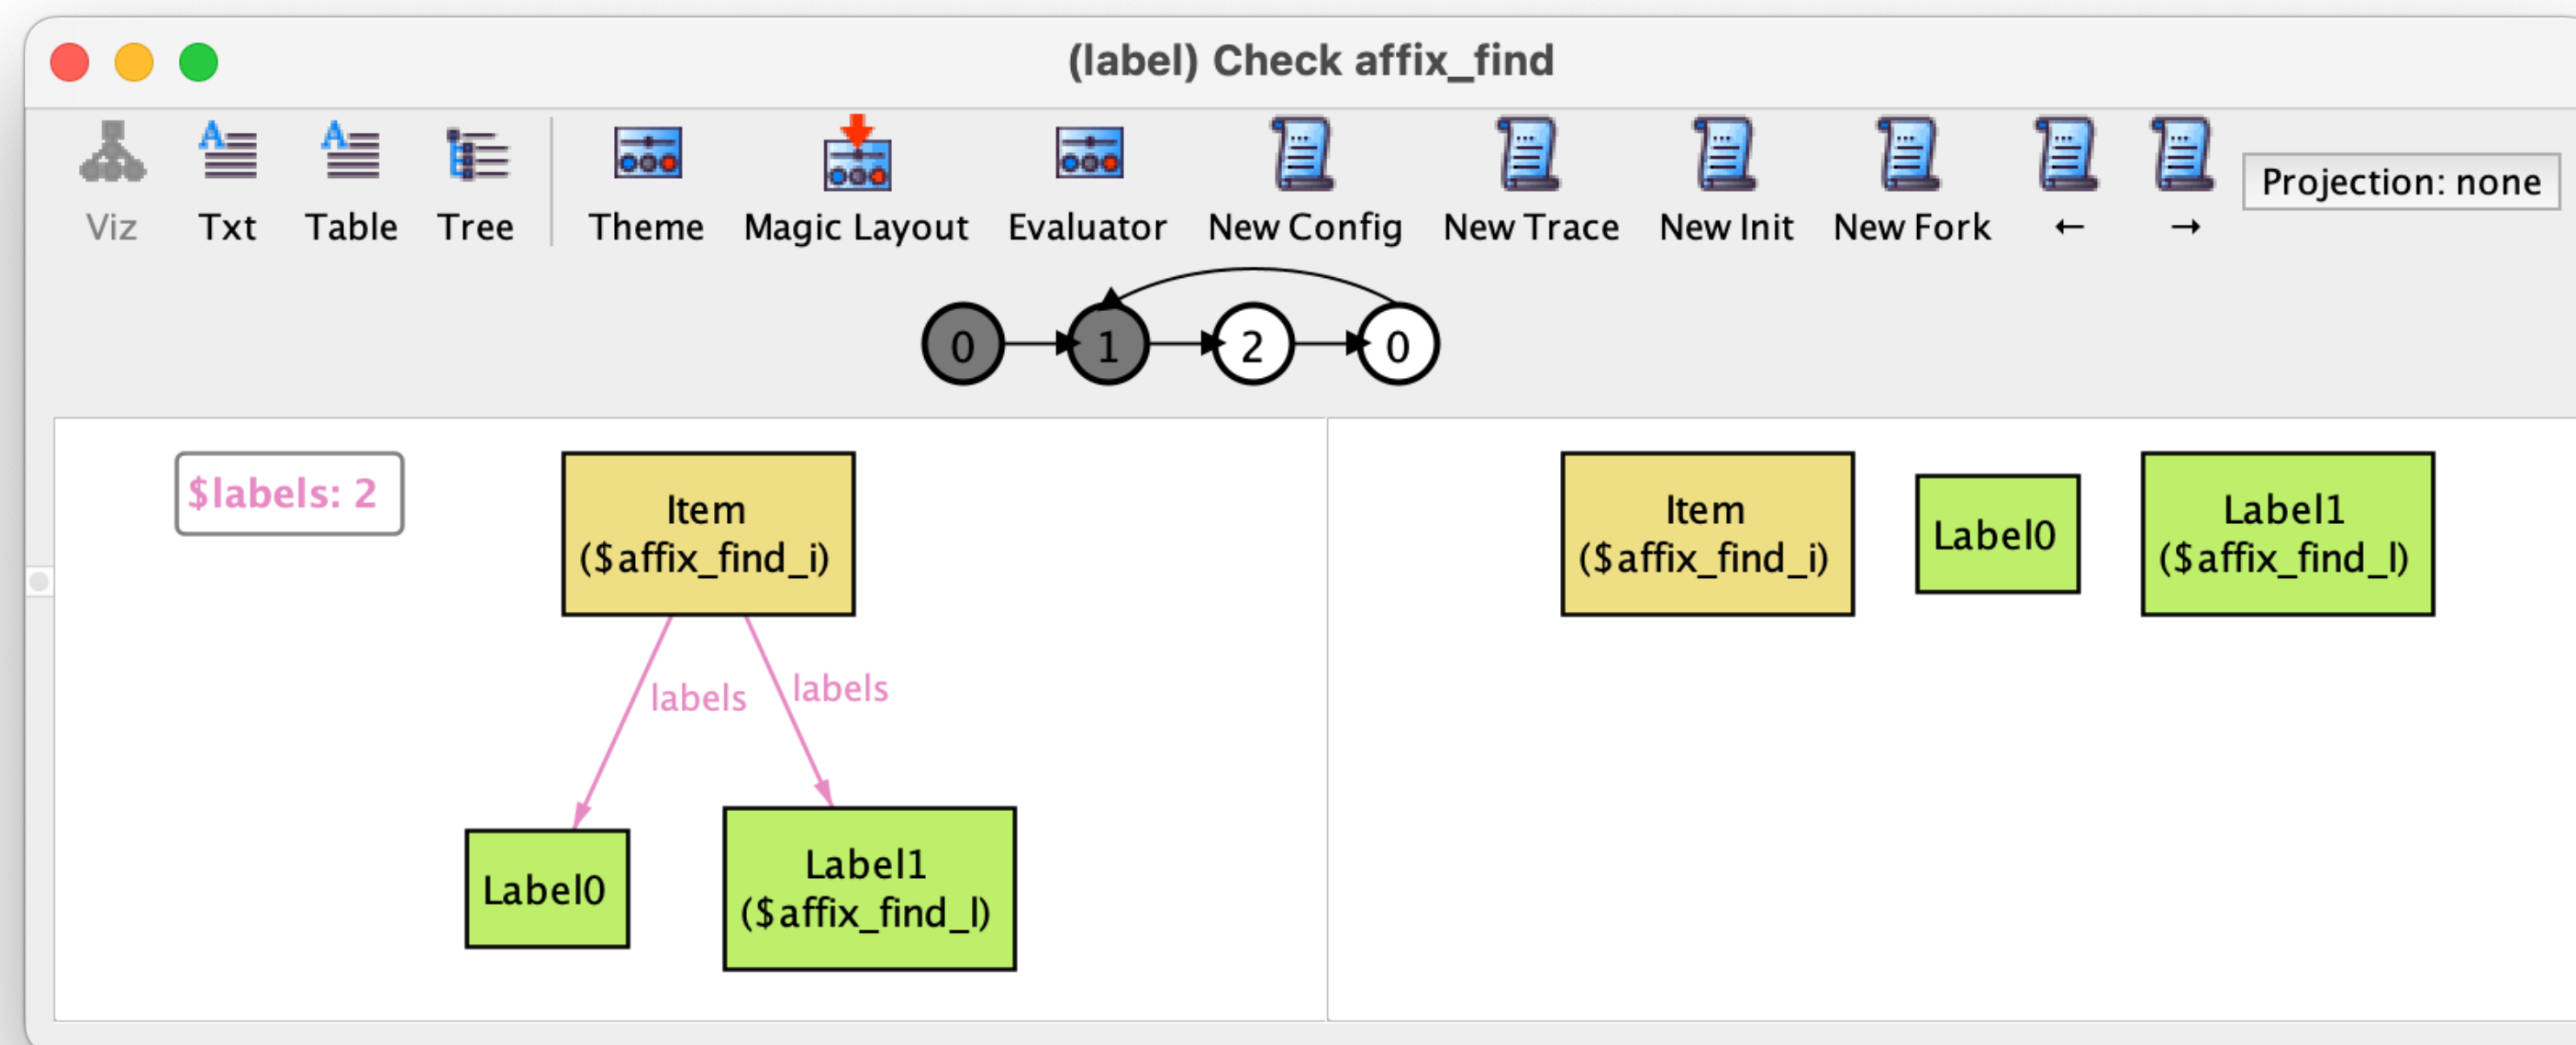 (label) Check affix_find
Viz Txt Table Tree Theme Magic Layout Evaluator New Config New Trace New Init New Fork ← → Projection: none
0 1 2 0
$labels: 2
Item
($affix_find_i)
labels labels
Label0
Label1
($affix_find_l)
Item
($affix_find_i)
Label0
Label1
($affix_find_l)